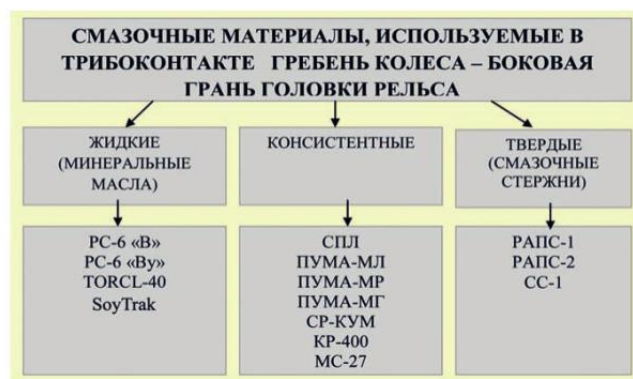 СМАЗОЧНЫЕ МАТЕРИАЛЫ, ИСПОЛЬЗУЕМЫЕ В
ТРИБОКОНТАКТЕ ГРЕБЕНЬ КОЛЕСА – БОКОВАЯ
ГРАНЬ ГОЛОВКИ РЕЛЬСА
ЖИДКИЕ
(МИНЕРАЛЬНЫЕ
МАСЛА)
КОНСИСТЕНТНЫЕ
ТВЕРДЫЕ
(СМАЗОЧНЫЕ
СТЕРЖНИ)
РС-6 «В»
РС-6 «Ву»
TORCL-40
SoyTrak
СПЛ
ПУМА-МЛ
ПУМА-МР
ПУМА-МГ
СР-КУМ
КР-400
МС-27
РАПС-1
РАПС-2
СС-1